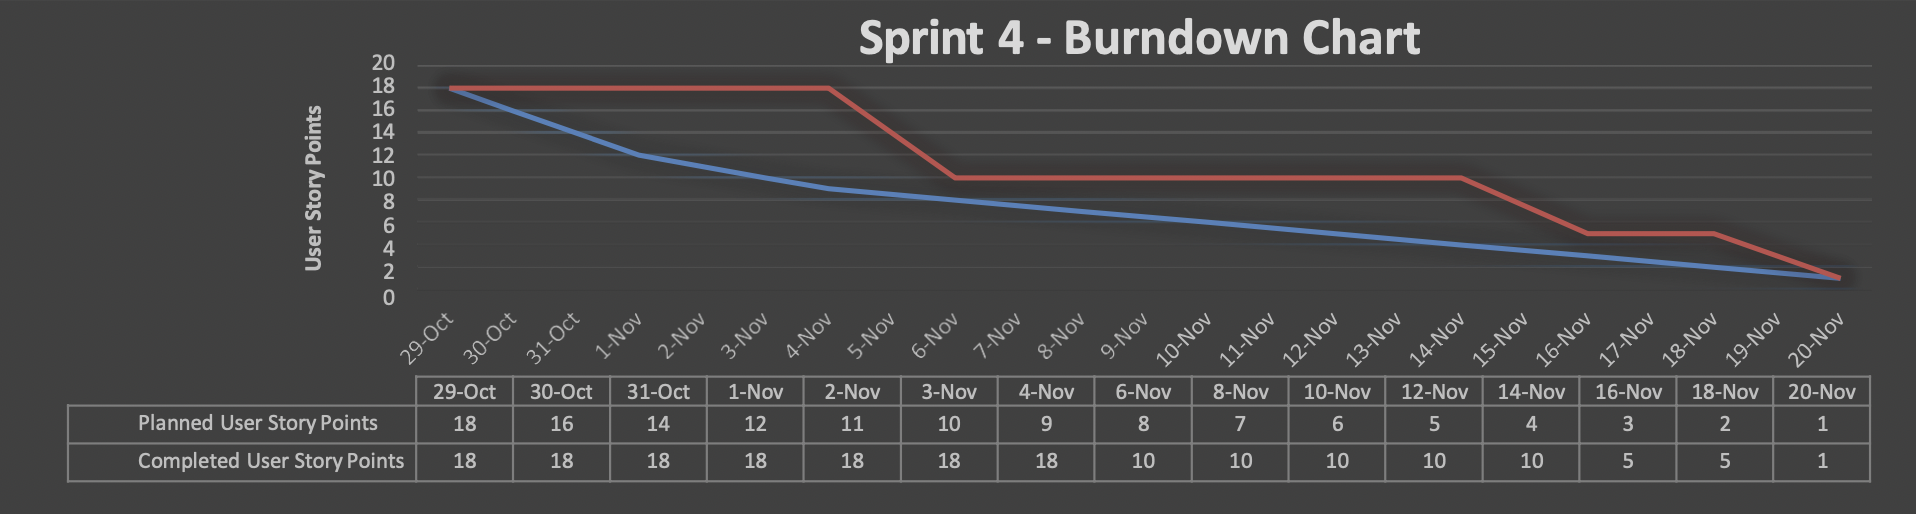 Sprint 4 - Burndown Chart
User Story Points
20
18
16
14
12
10
8
6
4
2
0
29-Oct 30-Oct 31-Oct 1-Nov 2-Nov 3-Nov 4-Nov 5-Nov 6-Nov 7-Nov 8-Nov 9-Nov 10-Nov 11-Nov 12-Nov 13-Nov 14-Nov 15-Nov 16-Nov 17-Nov 18-Nov 19-Nov 20-Nov
29-Oct 30-Oct 31-Oct 1-Nov 2-Nov 3-Nov 4-Nov 6-Nov 8-Nov 10-Nov 12-Nov 14-Nov 16-Nov 18-Nov 20-Nov
Planned User Story Points 18 16 14 12 11 10 9 8 7 6 5 4 3 2 1
Completed User Story Points 18 18 18 18 18 18 18 10 10 10 10 10 5 5 1